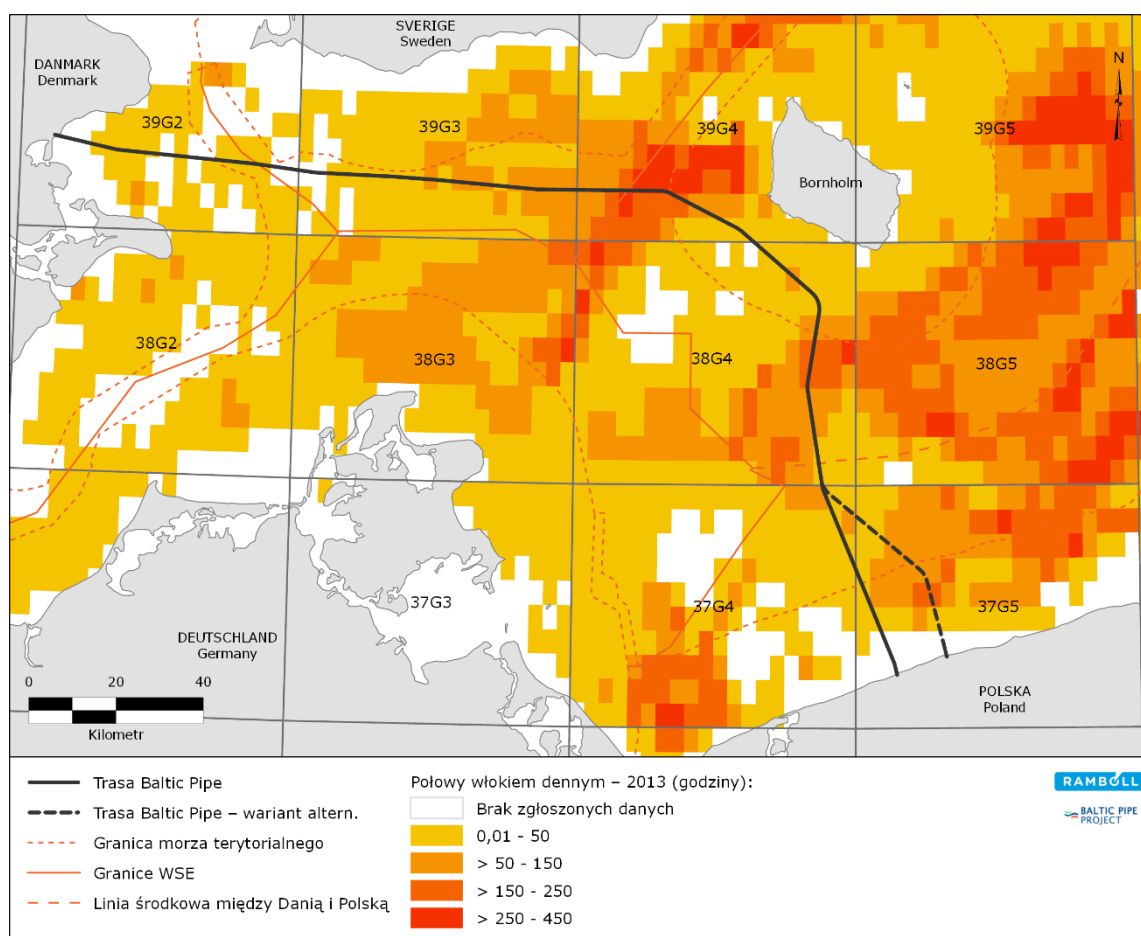 SVERIGE
Sweden
DANMARK
Denmark
N
39G2
39G3
39G4
39G5
Bornholm
38G2
38G3
38G4
38G5
37G3
37G4
37G5
DEUTSCHLAND
Germany
POLSKA
Poland
0 20 40
Kilometr
Trasa Baltic Pipe
Trasa Baltic Pipe – wariant altern.
Granica morza terytorialnego
Granice WSE
Linia środkowa między Danią i Polską
Połowy włokiem dennym – 2013 (godziny):
Brak zgłoszonych danych
0,01 - 50
> 50 - 150
> 150 - 250
> 250 - 450
RAMBOLL
BALTIC PIPE
PROJECT